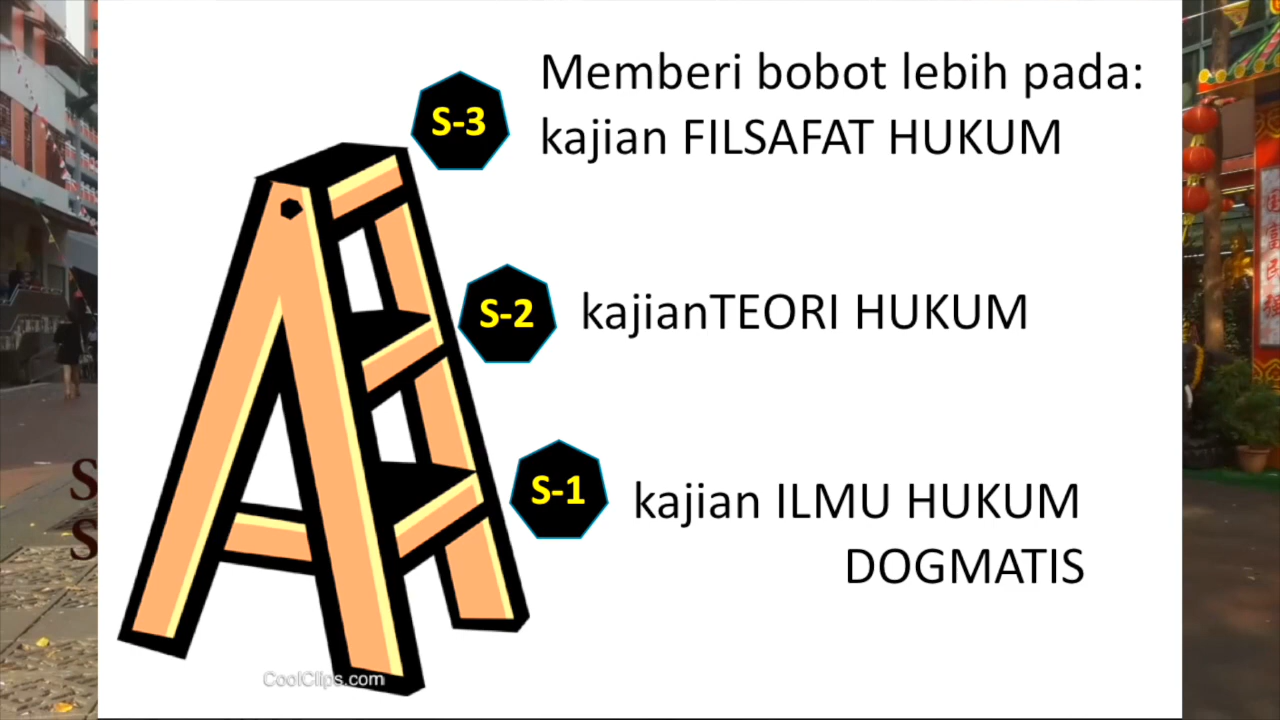 Memberi bobot lebih pada:
S-3
kajian FILSAFAT HUKUM
S-2
kajianTEORI HUKUM
S-1
kajian ILMU HUKUM
DOGMATIS
S
S
CoolClips.com